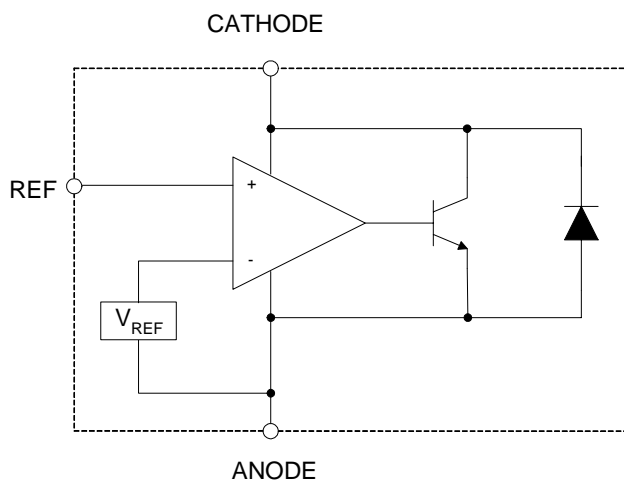 CATHODE
REF
+
-
VREF
ANODE